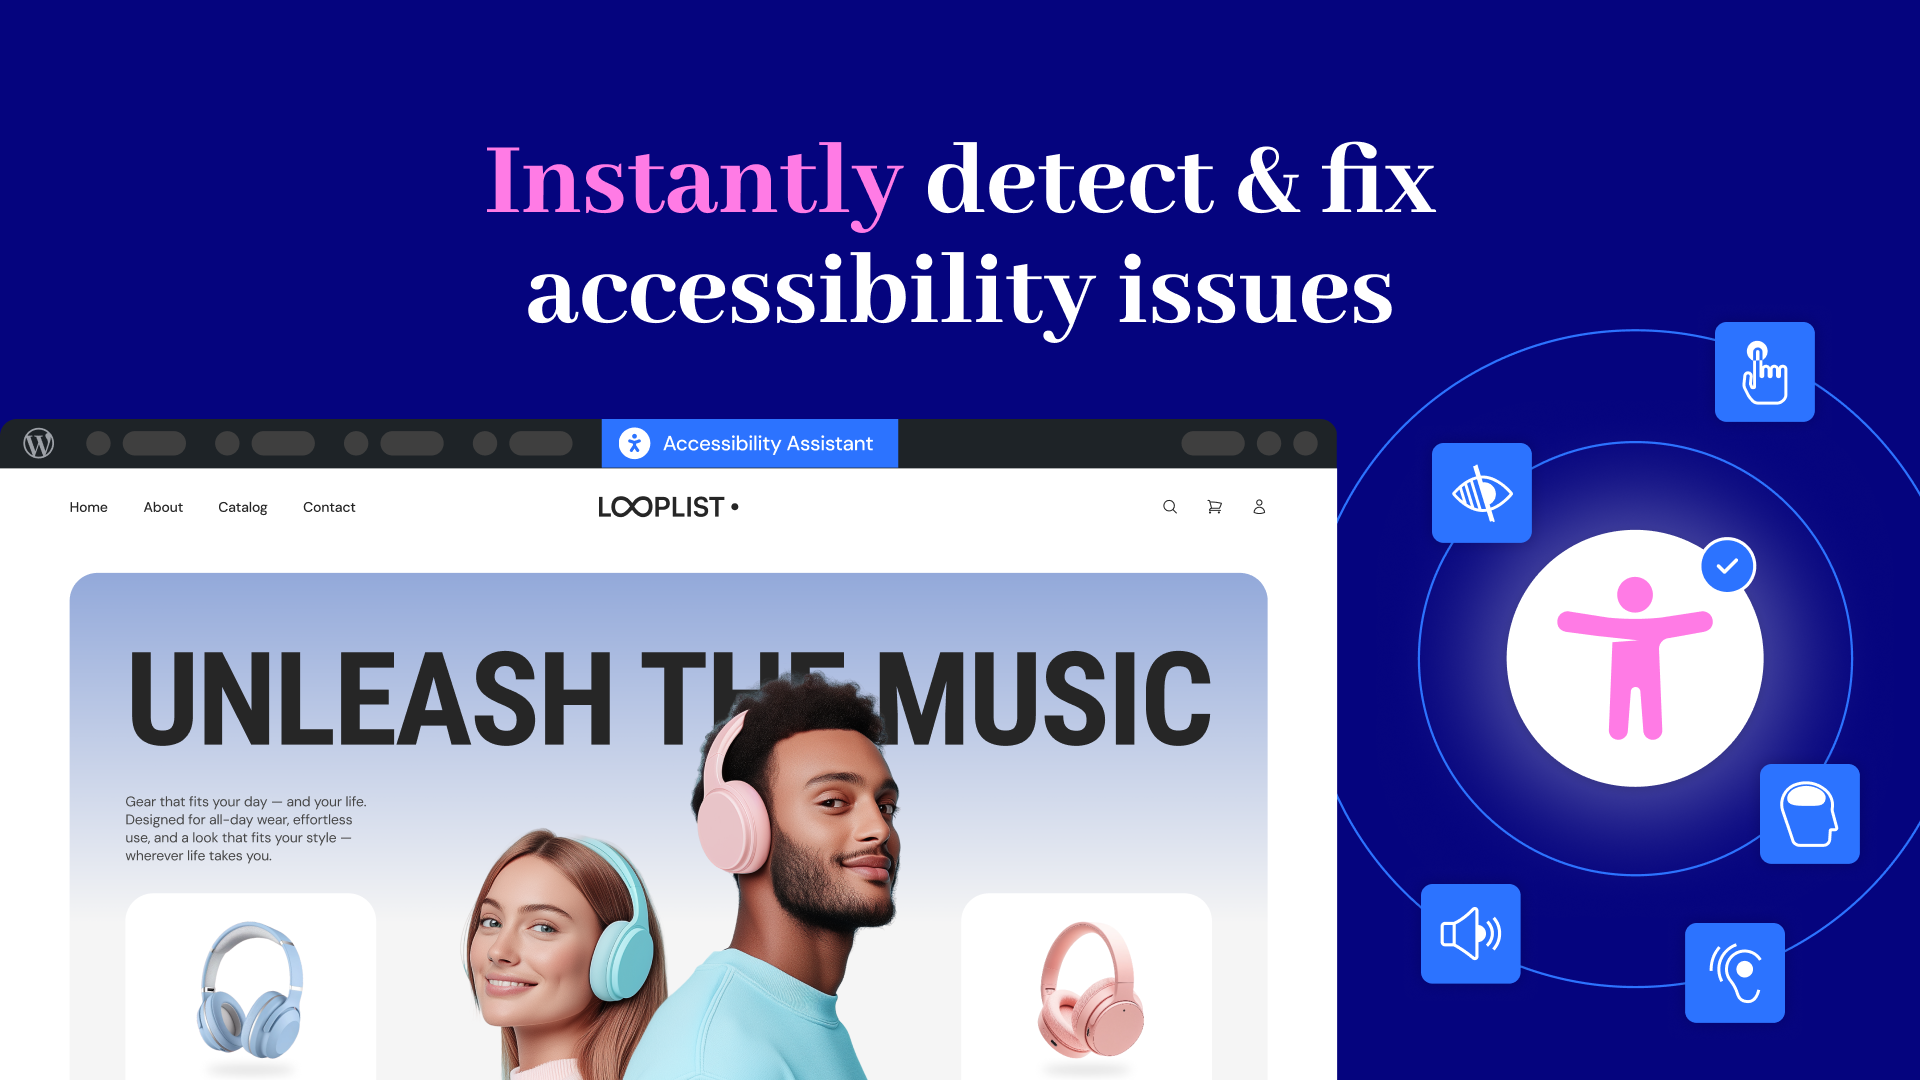 Instantly detect & fix
accessibility issues
Accessibility Assistant
Home About Catalog Contact
LOOPLIST
UNLEASH THE MUSIC
Gear that fits your day — and your life.
Designed for all-day wear, effortless
use, and a look that fits your style —
wherever life takes you.